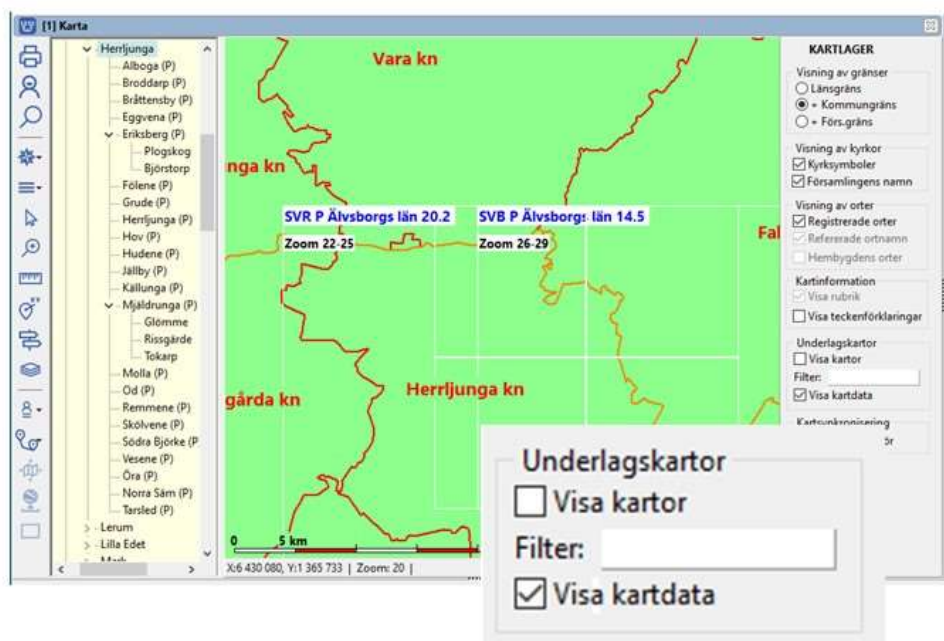 [1] Karta
Herrljunga
Alboga (P)
Broddarp (P)
Bråttensby (P)
Eggvena (P)
Eriksberg (P)
Plogskog
Björstorp
Fölene (P)
Grude (P)
Herrljunga (P)
Hov (P)
Hudene (P)
Jällby (P)
Källunga (P)
Mjäldrunga (P)
Glömme
Rissgärde
Tokarp
Molla (P)
Od (P)
Remmene (P)
Skölvene (P)
Södra Björke (P
Vesene (P)
Öra (P)
Norra Säm (P)
Tarsled (P)
Lerum
Lilla Edet
Mark
Vara kn
nga kn
SVR P Älvsborgs län 20.2
SVB P Älvsborgs län 14.5
Zoom 22-25
Zoom 26-29
Fal
gårda kn
Herrljunga kn
0 5 km
X:6 430 080, Y:1 365 733 | Zoom: 20 |
KARTLAGER
Visning av gränser
Länsgräns
+ Kommungräns
+ Förs.gräns
Visning av kyrkor
Kyrksymboler
Församlingens namn
Visning av orter
Registrerade orter
Refererade ortnamn
Hembygdens orter
Kartinformation
Visa rubrik
Visa teckenförklaringar
Underlagskartor
Visa kartor
Filter:
Visa kartdata
Kartsynkronisering
ör
Underlagskartor
Visa kartor
Filter:
Visa kartdata